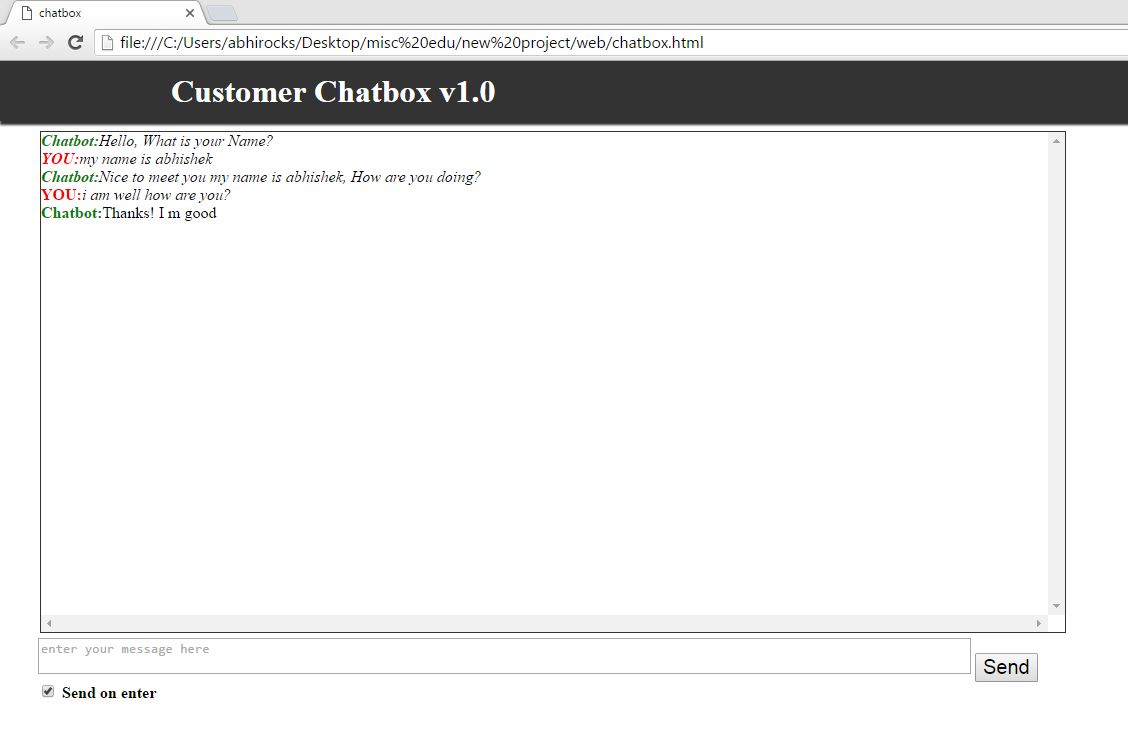 chatbox
file:///C:/Users/abhirocks/Desktop/misc%20edu/new%20project/web/chatbox.html
Customer Chatbox v1.0
Chatbot:Hello, What is your Name?
YOU:my name is abhishek
Chatbot:Nice to meet you my name is abhishek, How are you doing?
YOU:i am well how are you?
Chatbot:Thanks! I m good
enter your message here
Send
Send on enter